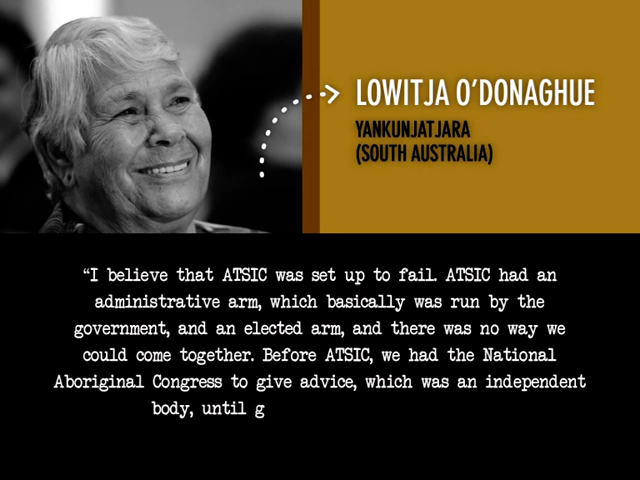 LOWITJA O'DONAGHUE
YANKUNJATJARA
(SOUTH AUSTRALIA)
“I believe that ATSIC was set up to fail. ATSIC had an
administrative arm, which basically was run by the
government, and an elected arm, and there was no way we
could come together. Before ATSIC, we had the National
Aboriginal Congress to give advice, which was an independent
body, until g